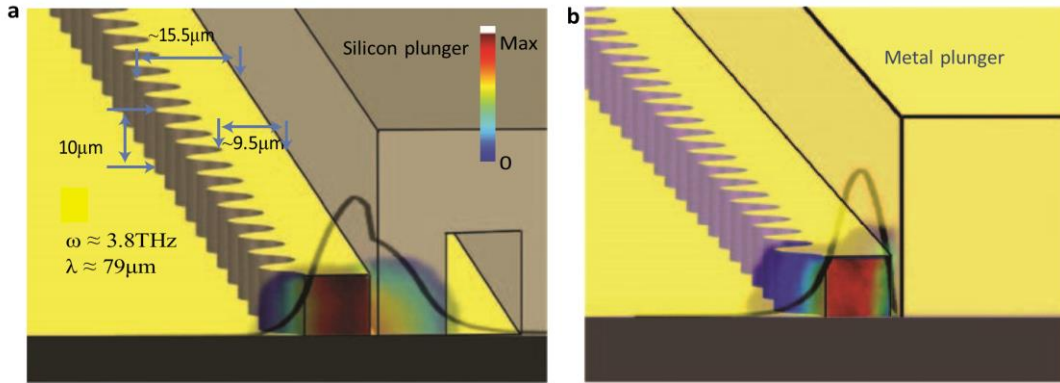 a
~15.5μm
Silicon plunger
Max
0
10μm
~9.5μm
ω ≈ 3.8THz
λ ≈ 79μm
b
Metal plunger